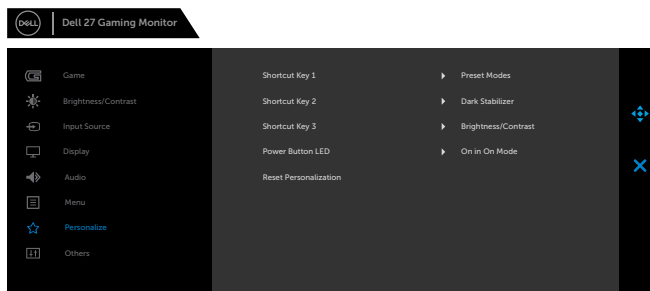 DELL
Dell 27 Gaming Monitor
Game
Brightness/Contrast
Input Source
Display
Audio
Menu
Personalize
Others
Shortcut Key 1 Preset Modes
Shortcut Key 2 Dark Stabilizer
Shortcut Key 3 Brightness/Contrast
Power Button LED On in On Mode
Reset Personalization